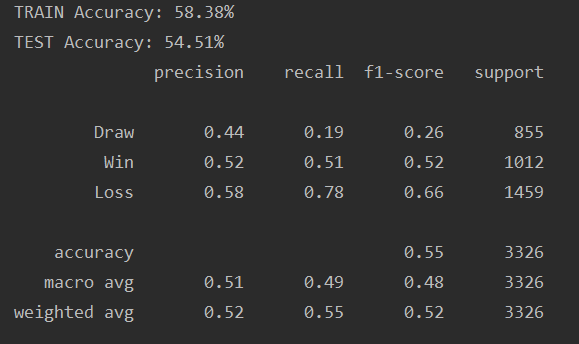 TRAIN Accuracy: 58.38%
TEST Accuracy: 54.51%
precision recall f1-score support
Draw 0.44 0.19 0.26 855
Win 0.52 0.51 0.52 1012
Loss 0.58 0.78 0.66 1459
accuracy 0.55 3326
macro avg 0.51 0.49 0.48 3326
weighted avg 0.52 0.55 0.52 3326